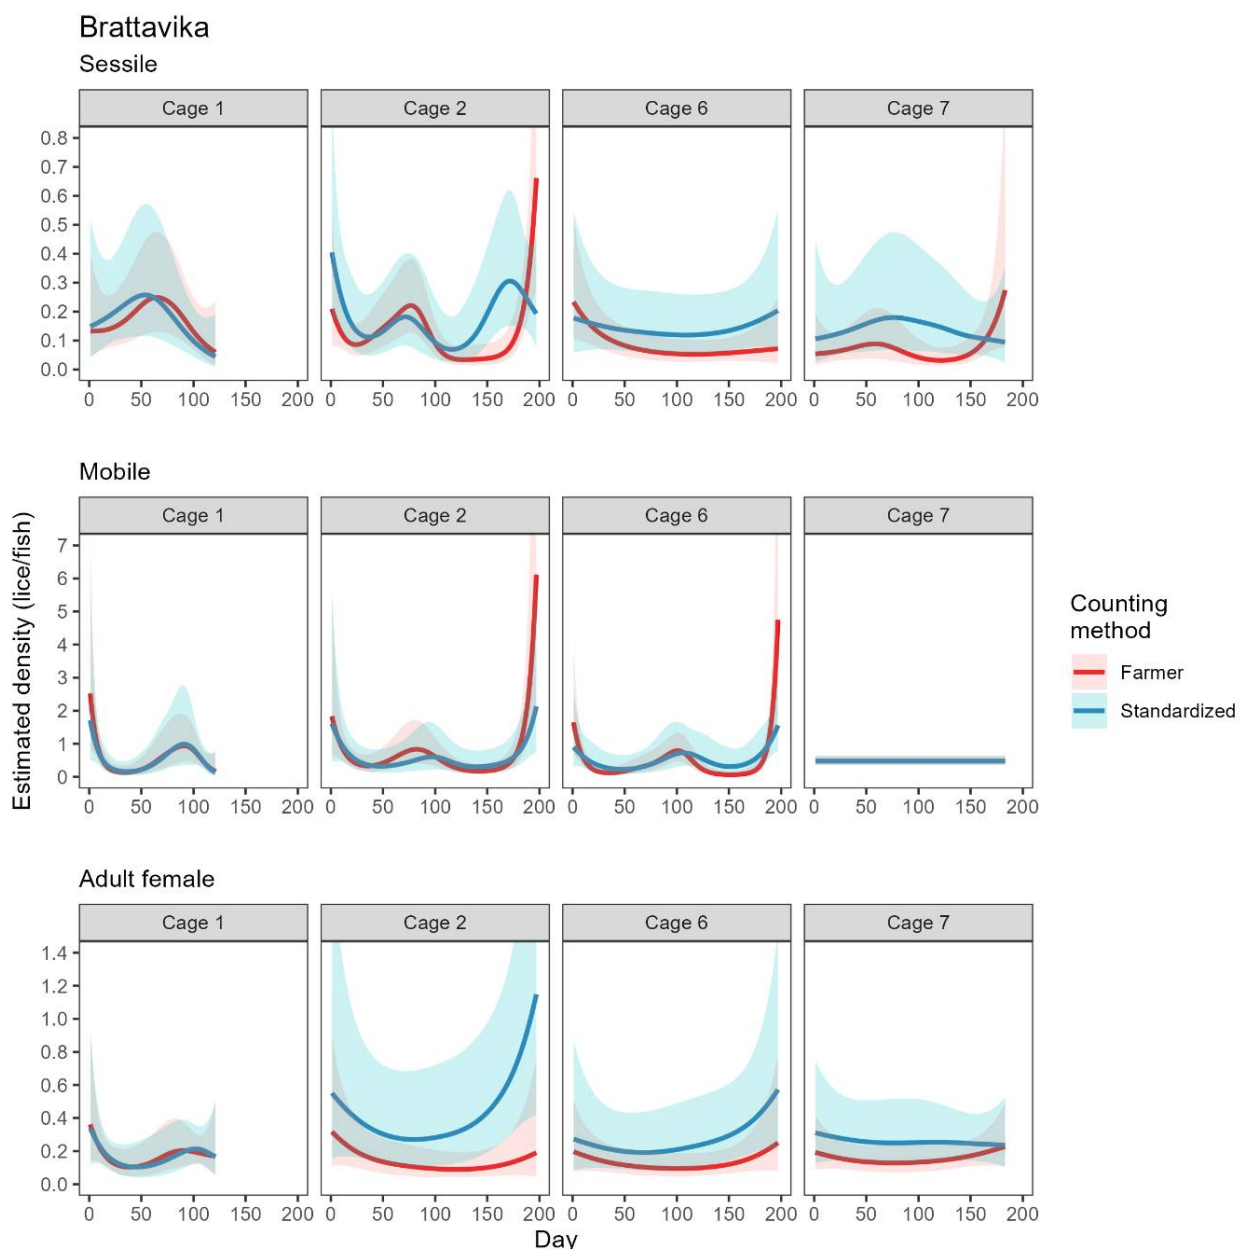 Brattavika
Sessile
Cage 1 Cage 2 Cage 6 Cage 7
0.8
0.7
0.6
0.5
0.4
0.3
0.2
0.1
0.0
0 50 100 150 200 0 50 100 150 200 0 50 100 150 200 0 50 100 150 200
Mobile
Cage 1 Cage 2 Cage 6 Cage 7
7
6
5
4
3
2
1
0
0 50 100 150 200 0 50 100 150 200 0 50 100 150 200 0 50 100 150 200
Estimated density (lice/fish)
Counting
method
Farmer
Standardized
Adult female
Cage 1 Cage 2 Cage 6 Cage 7
1.4
1.2
1.0
0.8
0.6
0.4
0.2
0.0
0 50 100 150 200 0 50 100 150 200 0 50 100 150 200 0 50 100 150 200
Day